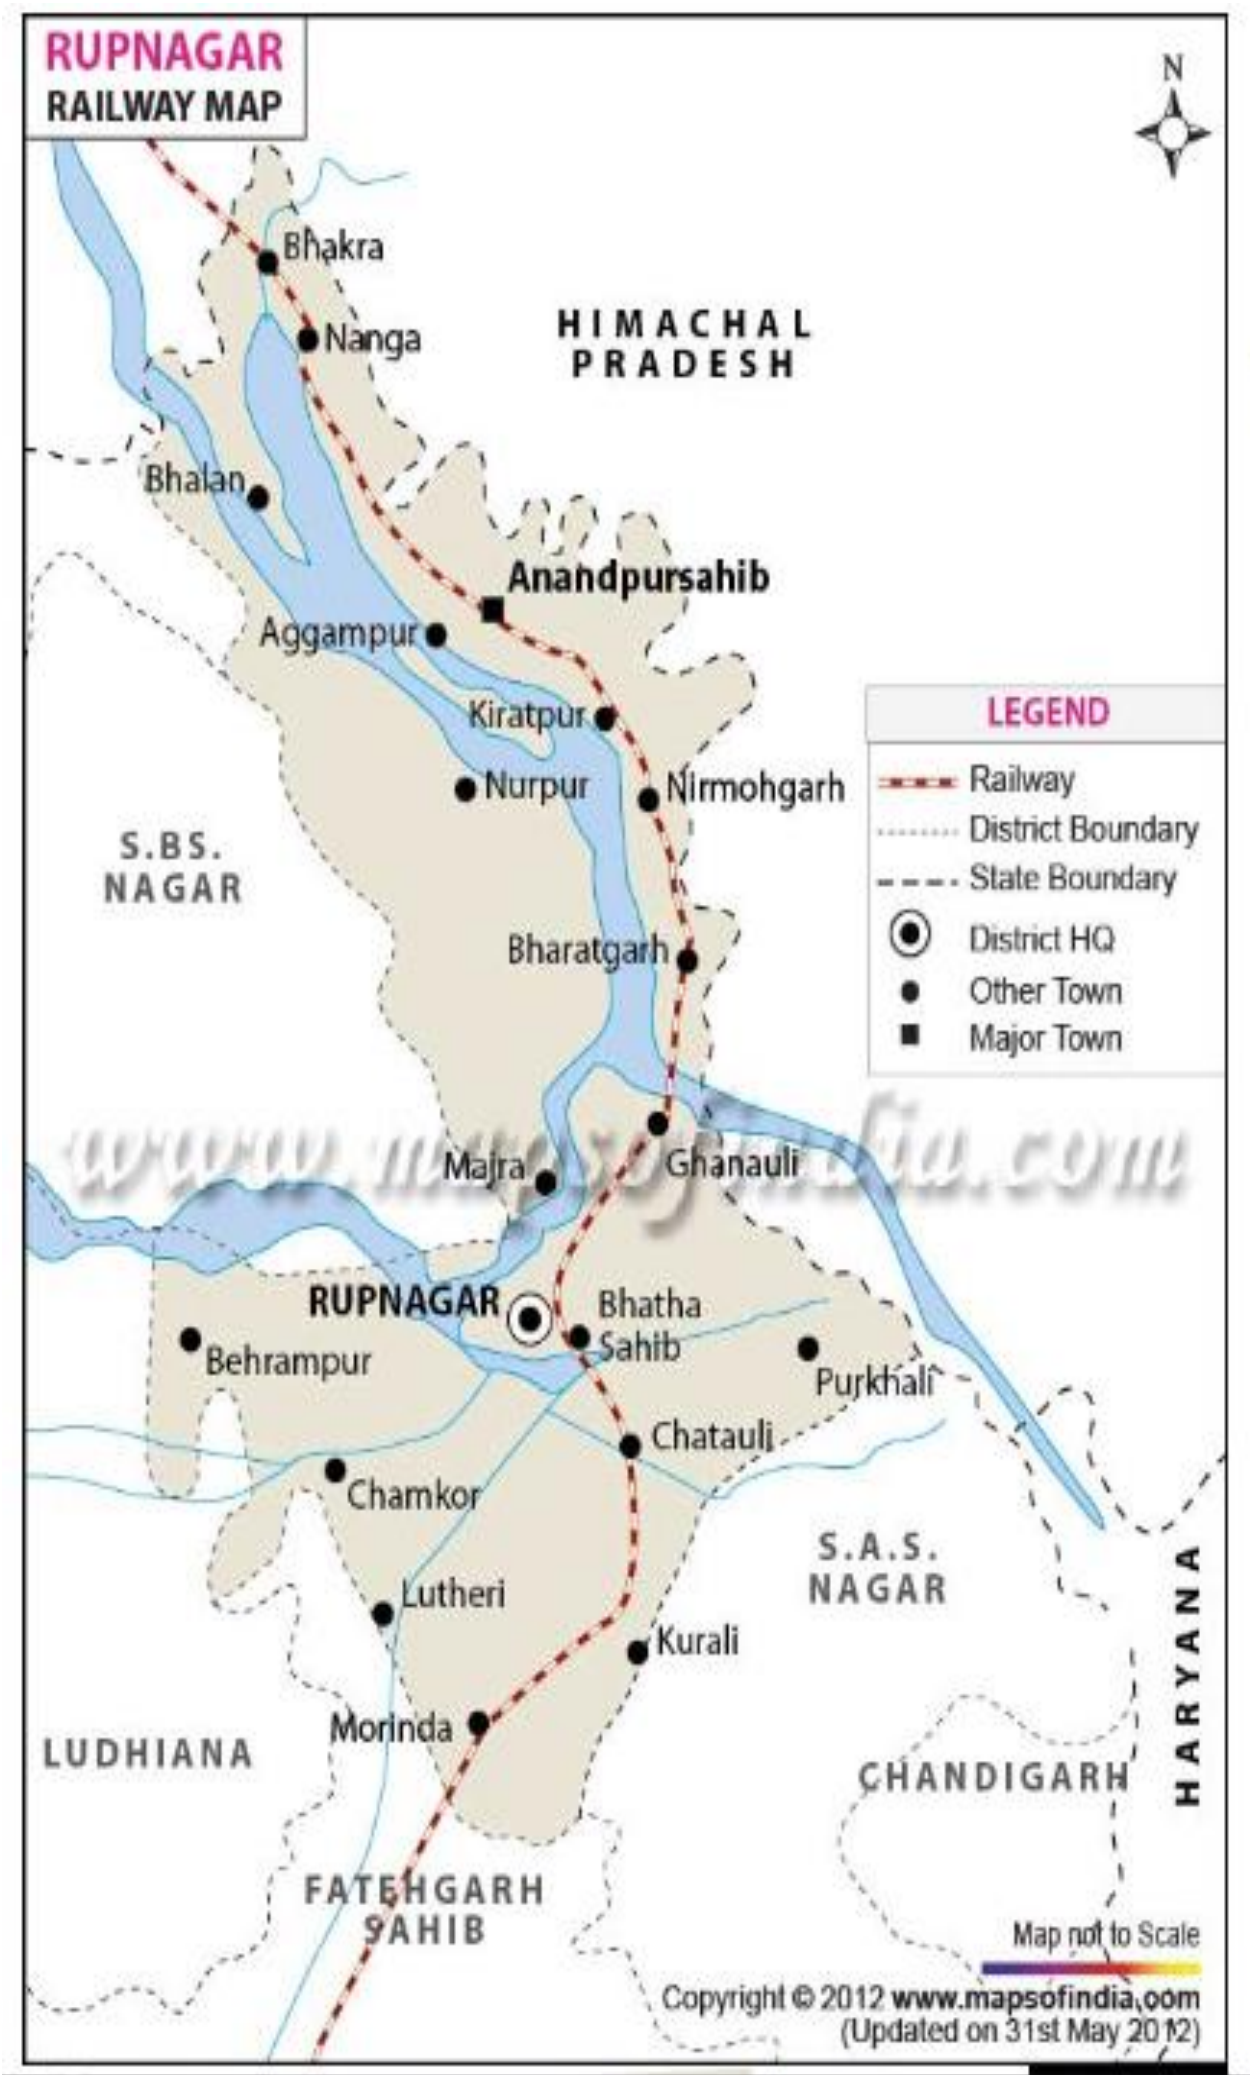 RUPNAGAR
RAILWAY MAP
N
Bhakra
HIMACHAL
PRADESH
Nanga
Bhalan
Anandpursahib
Aggampur
Kiratpur
LEGEND
Railway
District Boundary
State Boundary
District HQ
Other Town
Major Town
Nurpur
Nirmohgarh
S.BS.
NAGAR
Bharatgarh
www.mapsofindia.com
Majra
Ghanauli
RUPNAGAR
Bhatha
Sahib
Behrampur
Purkhali
Chatauli
Chamkor
S.A.S.
NAGAR
Lutheri
Kurali
HARYANA
Morinda
LUDHIANA
CHANDIGARH
FATEHGARH
SAHIB
Map not to Scale
Copyright © 2012 www.mapsofindia.com
(Updated on 31st May 2012)